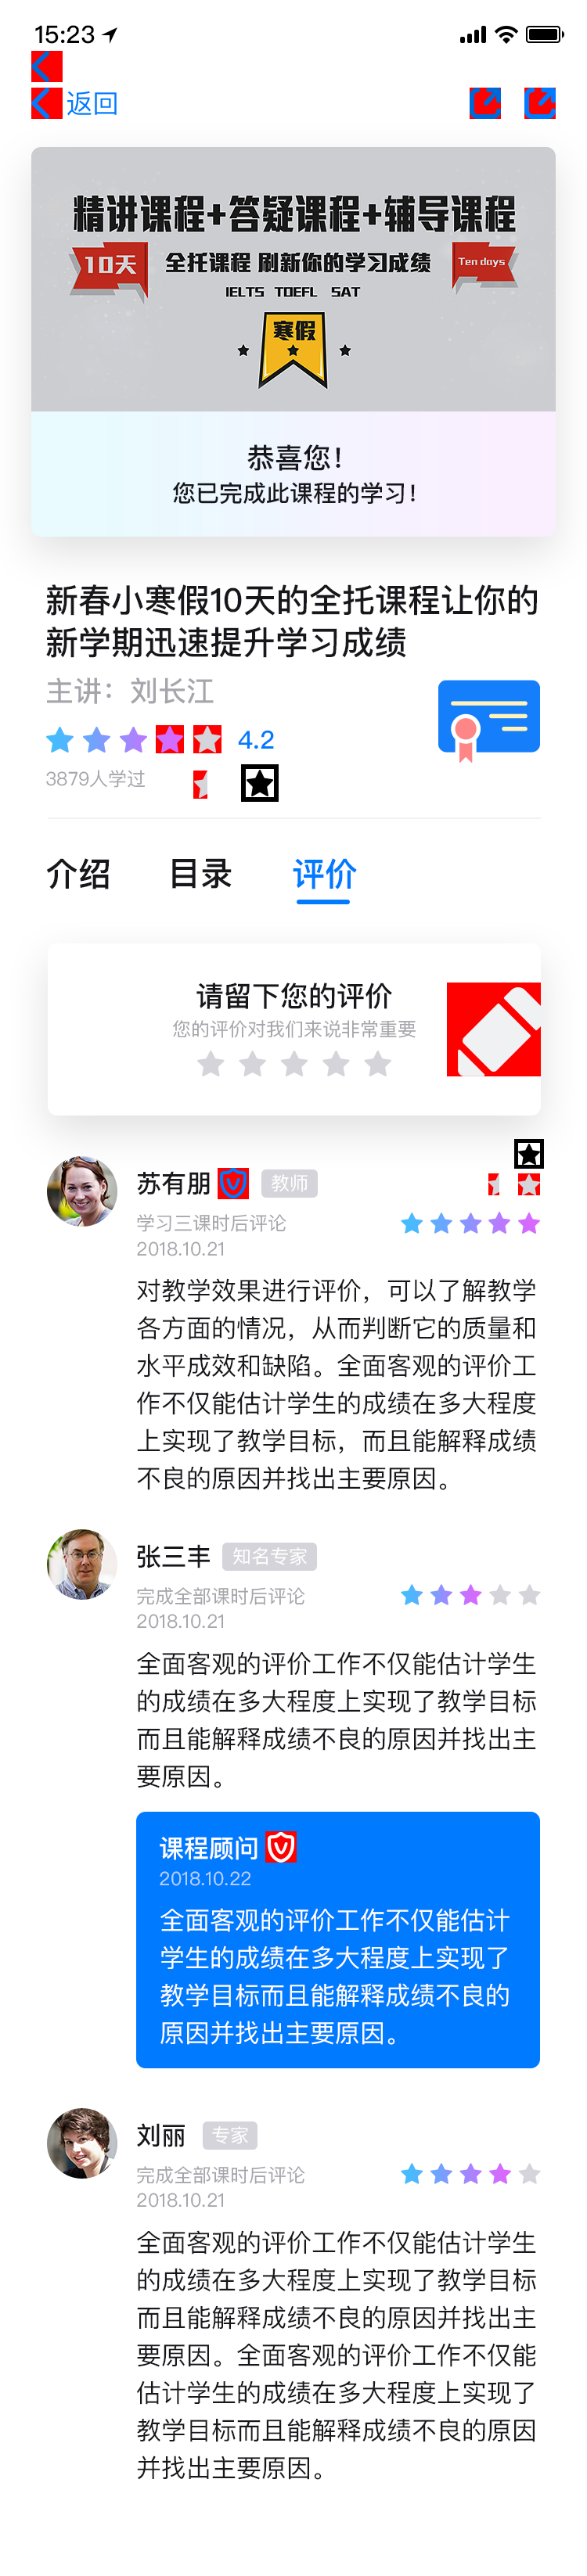 15:23
返回
精讲课程+答疑课程+辅导课程
10天
全托课程 刷新你的学习成绩
Ten days
IELTS TOEFL SAT
寒假
恭喜您！
您已完成此课程的学习！
新春小寒假10天的全托课程让你的
新学期迅速提升学习成绩
主讲：刘长江
4.2
3879人学过
介绍 目录 评价
请留下您的评价
您的评价对我们来说非常重要
苏有朋 教师
学习三课时后评论
2018.10.21
对教学效果进行评价，可以了解教学
各方面的情况，从而判断它的质量和
水平成效和缺陷。全面客观的评价工
作不仅能估计学生的成绩在多大程度
上实现了教学目标，而且能解释成绩
不良的原因并找出主要原因。
张三丰 知名专家
完成全部课时后评论
2018.10.21
全面客观的评价工作不仅能估计学生
的成绩在多大程度上实现了教学目标
而且能解释成绩不良的原因并找出主
要原因。
课程顾问
2018.10.22
全面客观的评价工作不仅能估计
学生的成绩在多大程度上实现了
教学目标而且能解释成绩不良的
原因并找出主要原因。
刘丽 专家
完成全部课时后评论
2018.10.21
全面客观的评价工作不仅能估计学生
的成绩在多大程度上实现了教学目标
而且能解释成绩不良的原因并找出主
要原因。全面客观的评价工作不仅能
估计学生的成绩在多大程度上实现了
教学目标而且能解释成绩不良的原因
并找出主要原因。